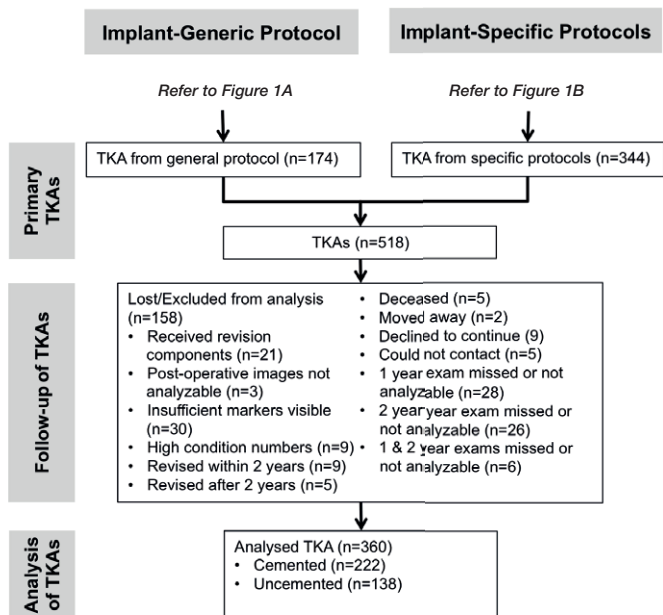 Implant-Generic Protocol
Implant-Specific Protocols
Refer to Figure 1A
Refer to Figure 1B
Primary
TKAs
TKA from general protocol (n=174)
TKA from specific protocols (n=344)
TKAs (n=518)
Follow-up of TKAs
Lost/Excluded from analysis
(n=158)
• Received revision
components (n=21)
• Post-operative images not
analyzable (n=3)
• Insufficient markers visible
(n=30)
• High condition numbers (n=9)
• Revised within 2 years (n=9)
• Revised after 2 years (n=5)
• Deceased (n=5)
• Moved away (n=2)
• Declined to continue (9)
• Could not contact (n=5)
• 1 year exam missed or not
analyzable (n=28)
• 2 year year exam missed or
not analyzable (n=26)
• 1 & 2 year exams missed or
not analyzable (n=6)
Analysis
of TKAs
Analysed TKA (n=360)
• Cemented (n=222)
• Uncemented (n=138)